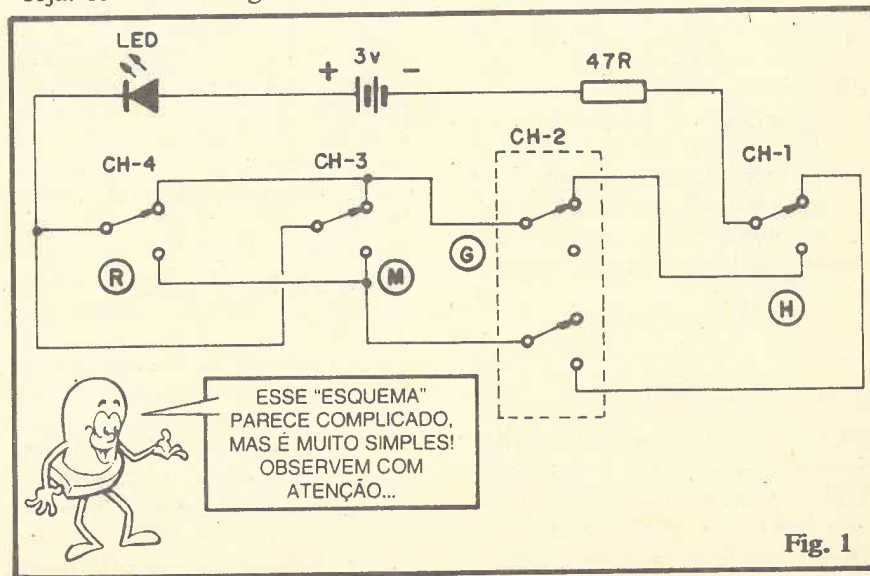 LED
+ 3v -
47R
CH-4
CH-3
CH-2
CH-1
R
M
G
H
ESSE "ESQUEMA"
PARECE COMPLICADO,
MAS É MUITO SIMPLES!
OBSERVEM COM
ATENÇÃO...
Fig. 1